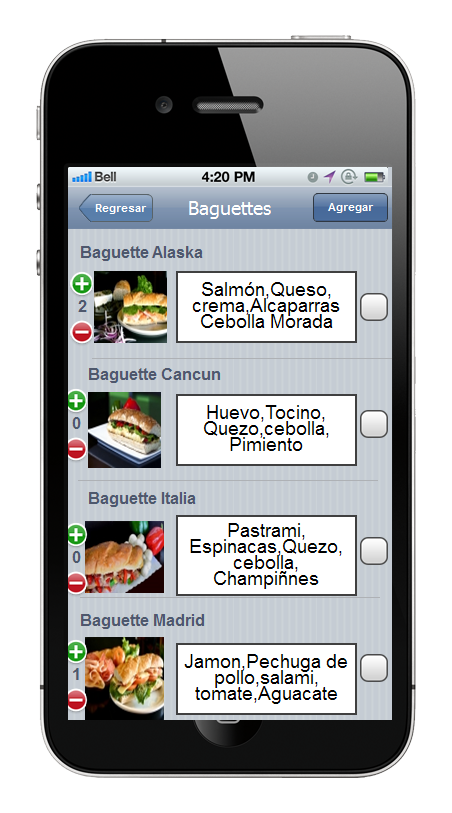 Bell 4:20 PM
Regresar Baguettes Agregar
Baguette Alaska
2
Salmón,Queso,
crema,Alcaparras
Cebolla Morada
Baguette Cancun
0
Huevo,Tocino,
Quezo,cebolla,
Pimiento
Baguette Italia
0
Pastrami,
Espinacas,Quezo,
cebolla,
Champiñnes
Baguette Madrid
1
Jamon,Pechuga de
pollo,salami,
tomate,Aguacate